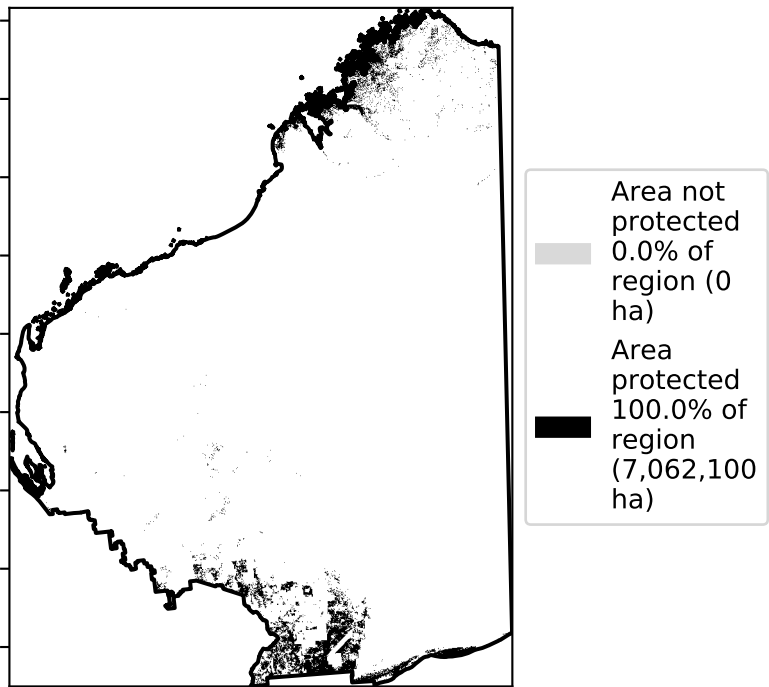 Area not
protected
0.0% of
region (0
ha)
Area
protected
100.0% of
region
(7,062,100
ha)